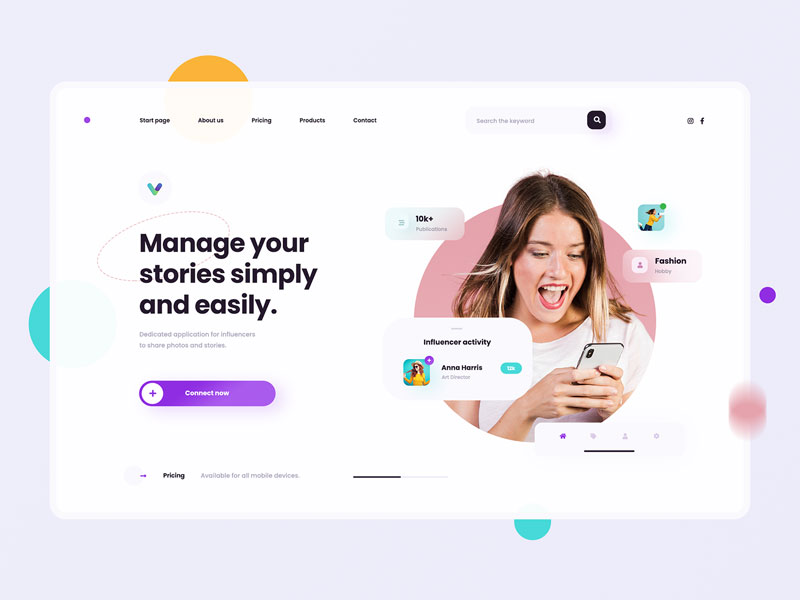 Start page
About us
Pricing
Products
Contact
Search the keyword
Manage your
stories simply
and easily.
Dedicated application for influencers
to share photos and stories.
Connect now
10k+
Publications
Fashion
Hobby
Influencer activity
Anna Harris
Art Director
10k
Pricing
Available for all mobile devices.